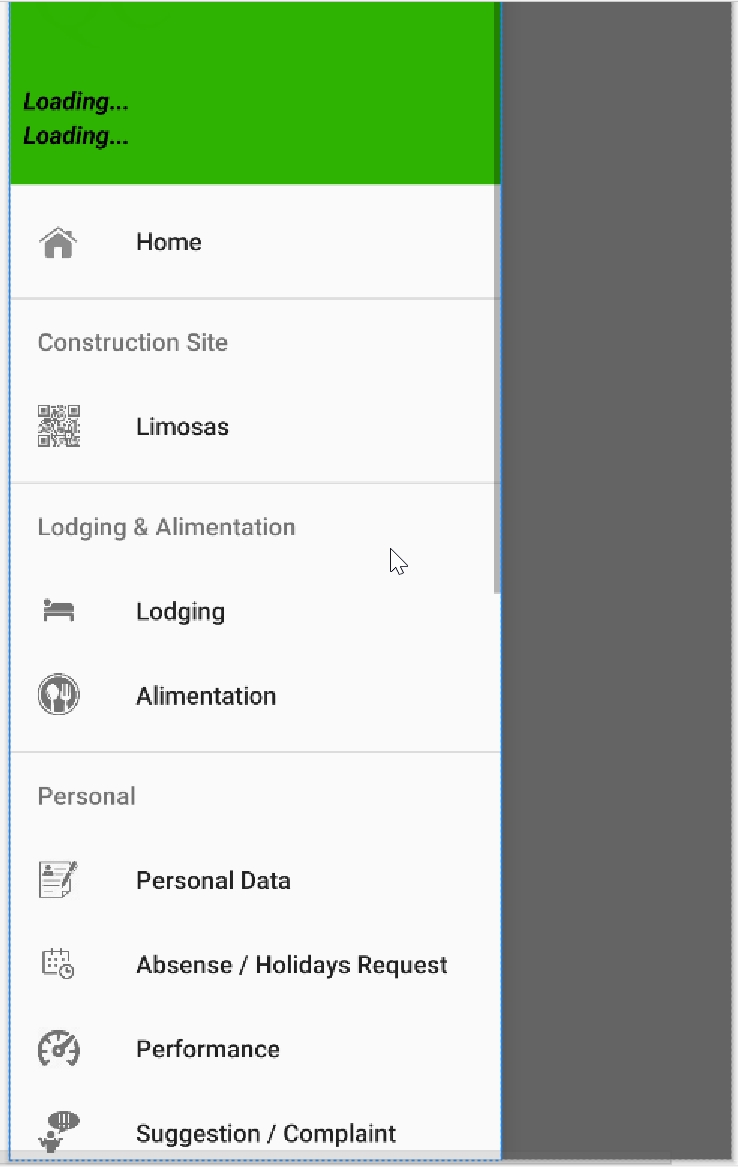 Loading...
Loading...
Home
Construction Site
Limosas
Lodging & Alimentation
Lodging
Alimentation
Personal
Personal Data
Absense / Holidays Request
Performance
Suggestion / Complaint